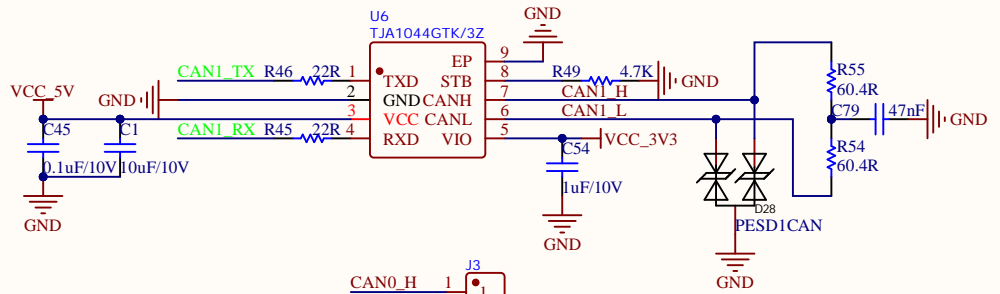 U6
TJA1044GTK/3Z
GND
EP 9
CAN1_TX R46 22R 1 TXD STB 8 R49 4.7K GND
VCC_5V GND 2 GND CANH 7 CAN1_H
3 VCC CANL 6 CAN1_L
CAN1_RX R45 22R 4 RXD VIO 5 VCC_3V3
C45 C1
0.1uF/10V 10uF/10V
GND
C54
1uF/10V
GND
R55
60.4R
C79 47nF GND
R54
60.4R
D28
PESD1CAN
GND
J3
CAN0_H 1 1